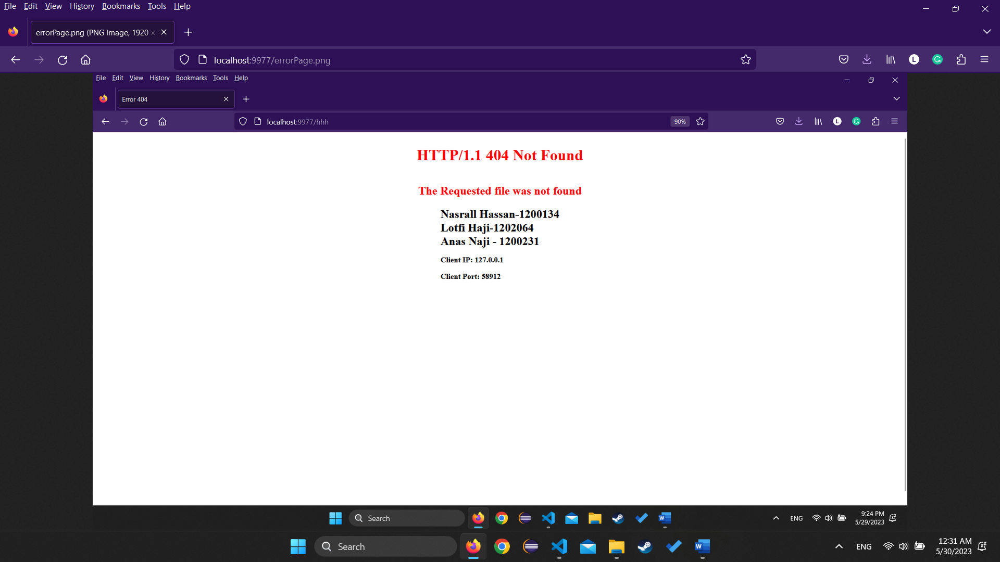 File Edit View History Bookmarks Tools Help
errorPage.png (PNG Image, 1920 ×
localhost:9977/errorPage.png
L
G
File Edit View History Bookmarks Tools Help
Error 404
localhost:9977/hhh
90%
L
G
HTTP/1.1 404 Not Found
The Requested file was not found
Nasrall Hassan-1200134
Lotfi Haji-1202064
Anas Naji - 1200231
Client IP: 127.0.0.1
Client Port: 58912
Search
W
ENG
9:24 PM
5/29/2023
Search
W
ENG
12:31 AM
5/30/2023